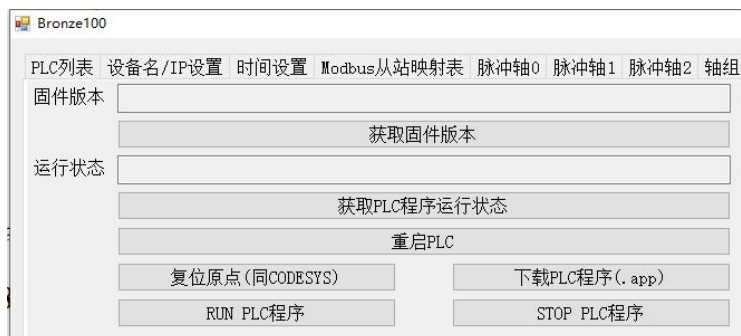 Bronze100
PLC列表 设备名/IP设置 时间设置 Modbus从站映射表 脉冲轴0 脉冲轴1 脉冲轴2 轴组
固件版本
获取固件版本
运行状态
获取PLC程序运行状态
重启PLC
复位原点(同CODESYS) 下载PLC程序(.app)
RUN PLC程序 STOP PLC程序